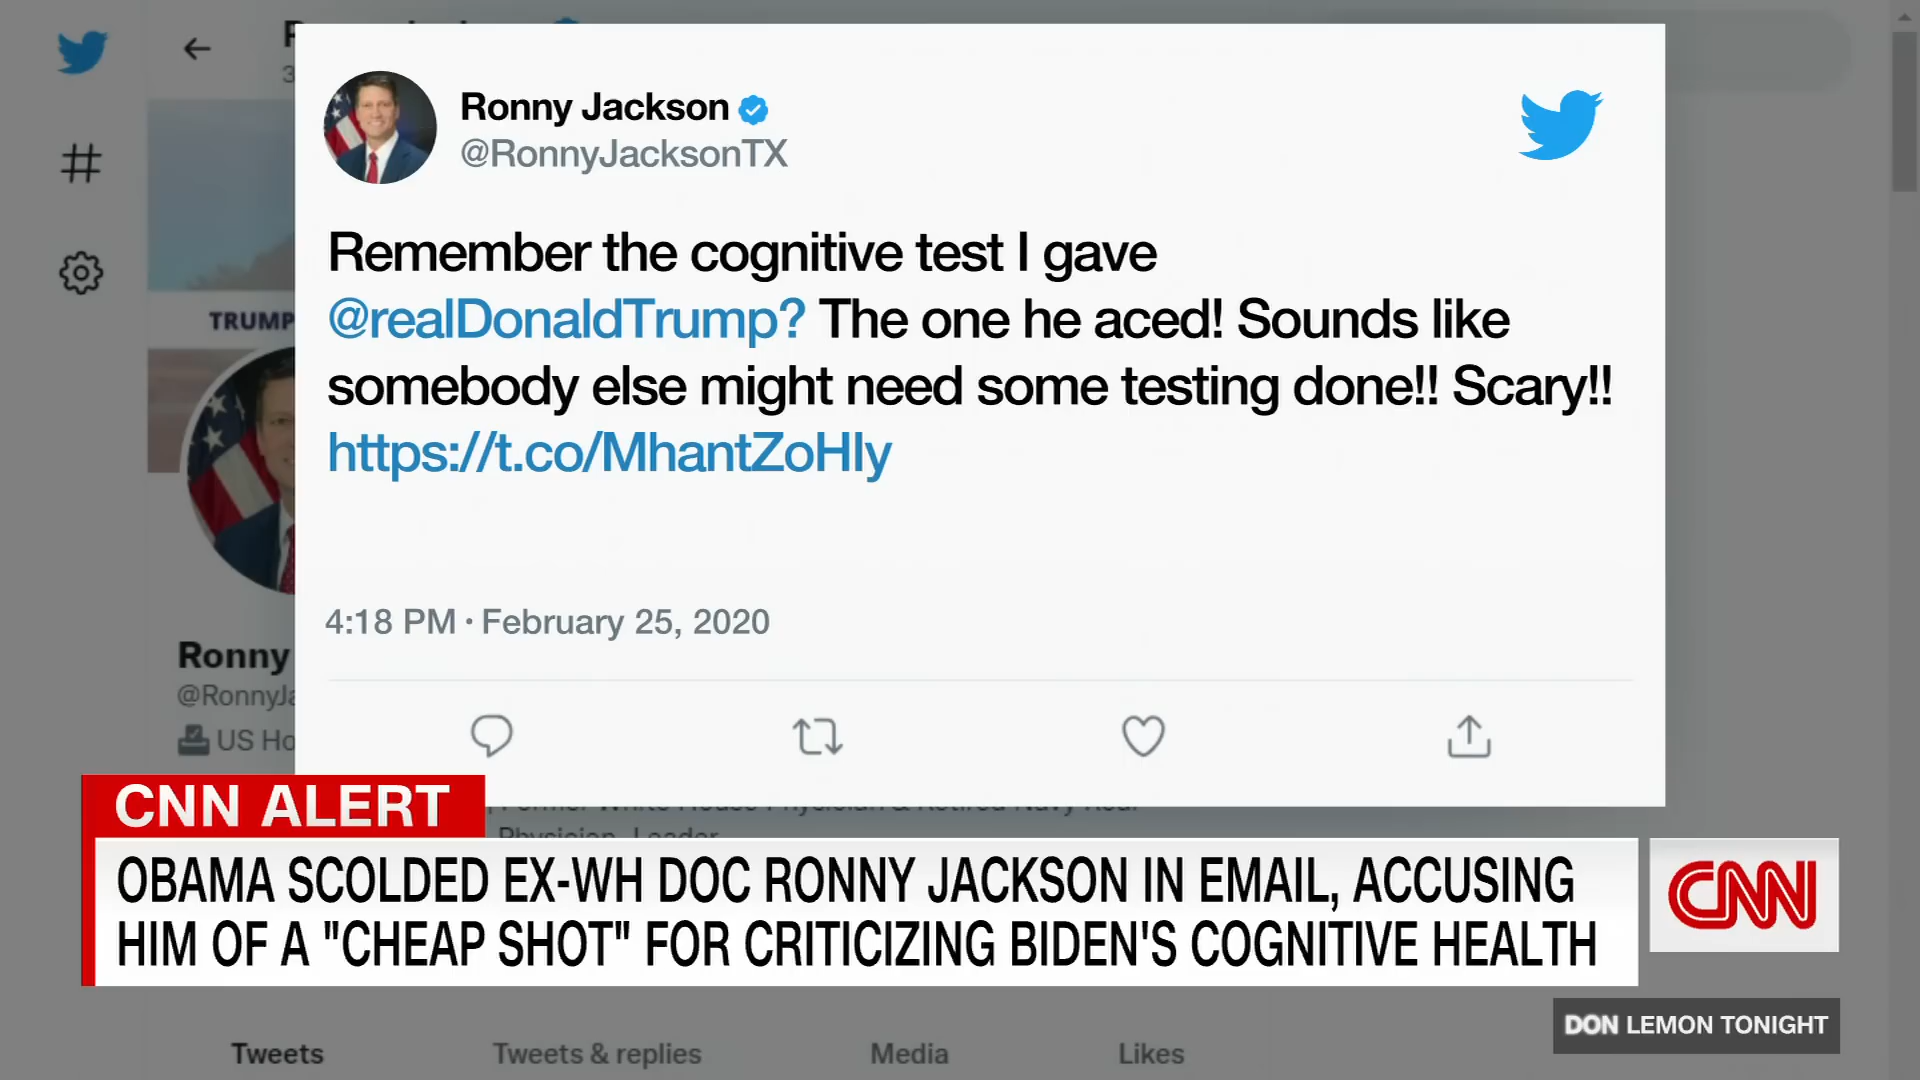 Ronny Jackson
@RonnyJacksonTX
Remember the cognitive test I gave
@realDonaldTrump? The one he aced! Sounds like
somebody else might need some testing done!! Scary!!
https://t.co/MhantZoHly
4:18 PM · February 25, 2020
TRUMP
Ronny
@RonnyJa
US Ho
Physician, Leader
CNN ALERT
OBAMA SCOLDED EX-WH DOC RONNY JACKSON IN EMAIL, ACCUSING
HIM OF A "CHEAP SHOT" FOR CRITICIZING BIDEN'S COGNITIVE HEALTH
CNN
DON LEMON TONIGHT
Tweets Tweets & replies Media Likes